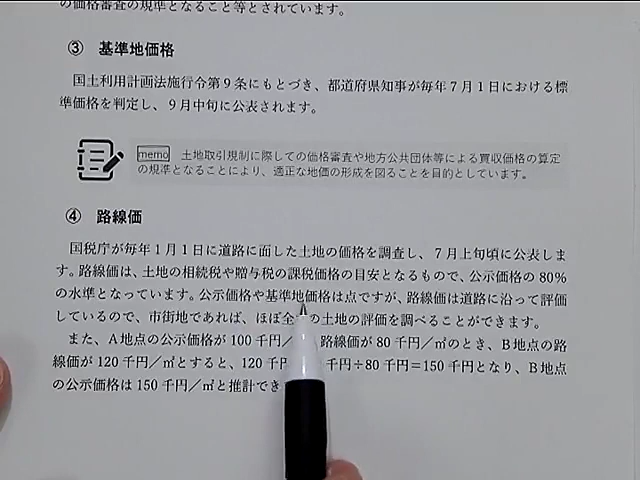 の価格審査の規準となること等とされています。
③ 基準地価格
国土利用計画法施行令第9条にもとづき、都道府県知事が毎年7月1日における標
準価格を判定し、9月中旬に公表されます。
memo 土地取引規制に際しての価格審査や地方公共団体等による買収価格の算定
の規準となることにより、適正な地価の形成を図ることを目的としています。
④ 路線価
国税庁が毎年1月1日に道路に面した土地の価格を調査し、7月上旬頃に公表しま
す。路線価は、土地の相続税や贈与税の課税価格の目安となるもので、公示価格の80%
の水準となっています。公示価格や基準地価格は点ですが、路線価は道路に沿って評価
しているので、市街地であれば、ほぼ全の土地の評価を調べることができます。
また、A地点の公示価格が100千円／路線価が80千円／㎡のとき、B地点の路
線価が120千円／㎡とすると、120千円千円÷80千円＝150千円となり、B地点
の公示価格は150千円／㎡と推計でき